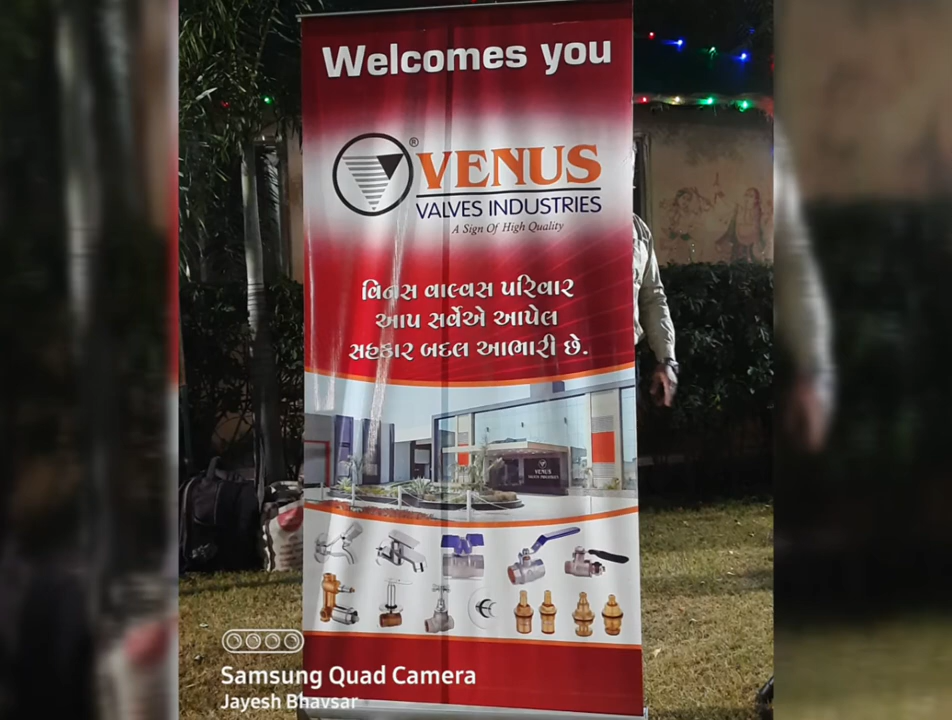 Welcomes you
®
VENUS
VALVES INDUSTRIES
A Sign Of High Quality
વિનસ વાલ્વસ પરિવાર
આપ સર્વેએ આપેલ
સહકાર બદલ આભારી છે.
VENUS
Samsung Quad Camera
Jayesh Bhavsar